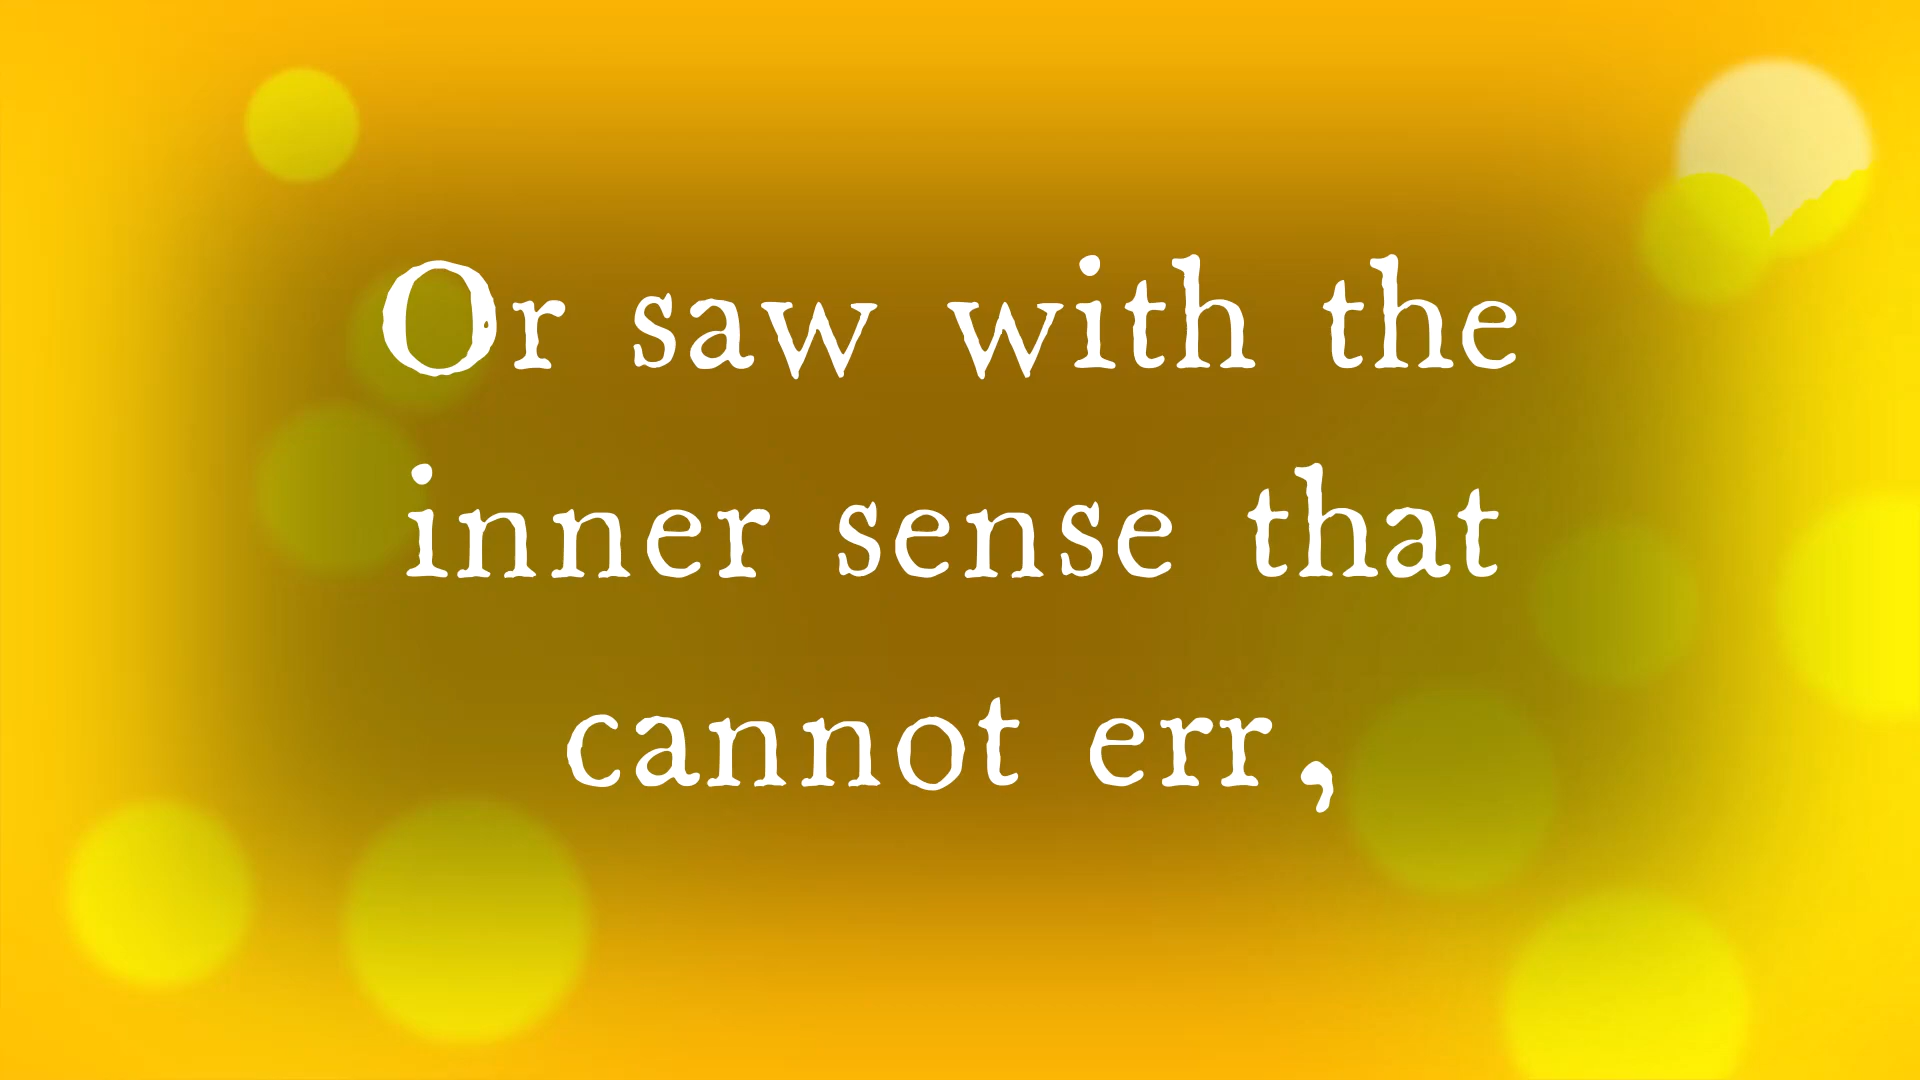 Or saw with the
inner sense that
cannot err,